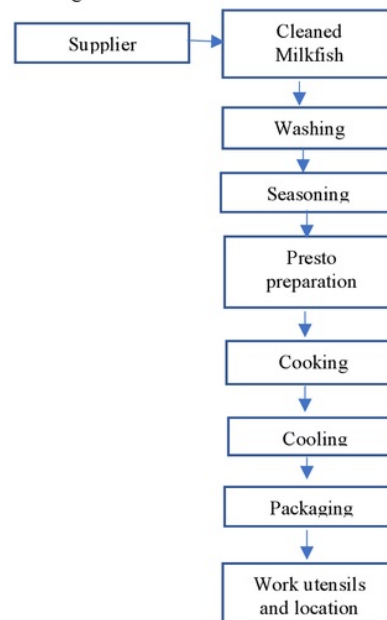 Supplier
Cleaned
Milkfish
Washing
Seasoning
Presto
preparation
Cooking
Cooling
Packaging
Work utensils
and location